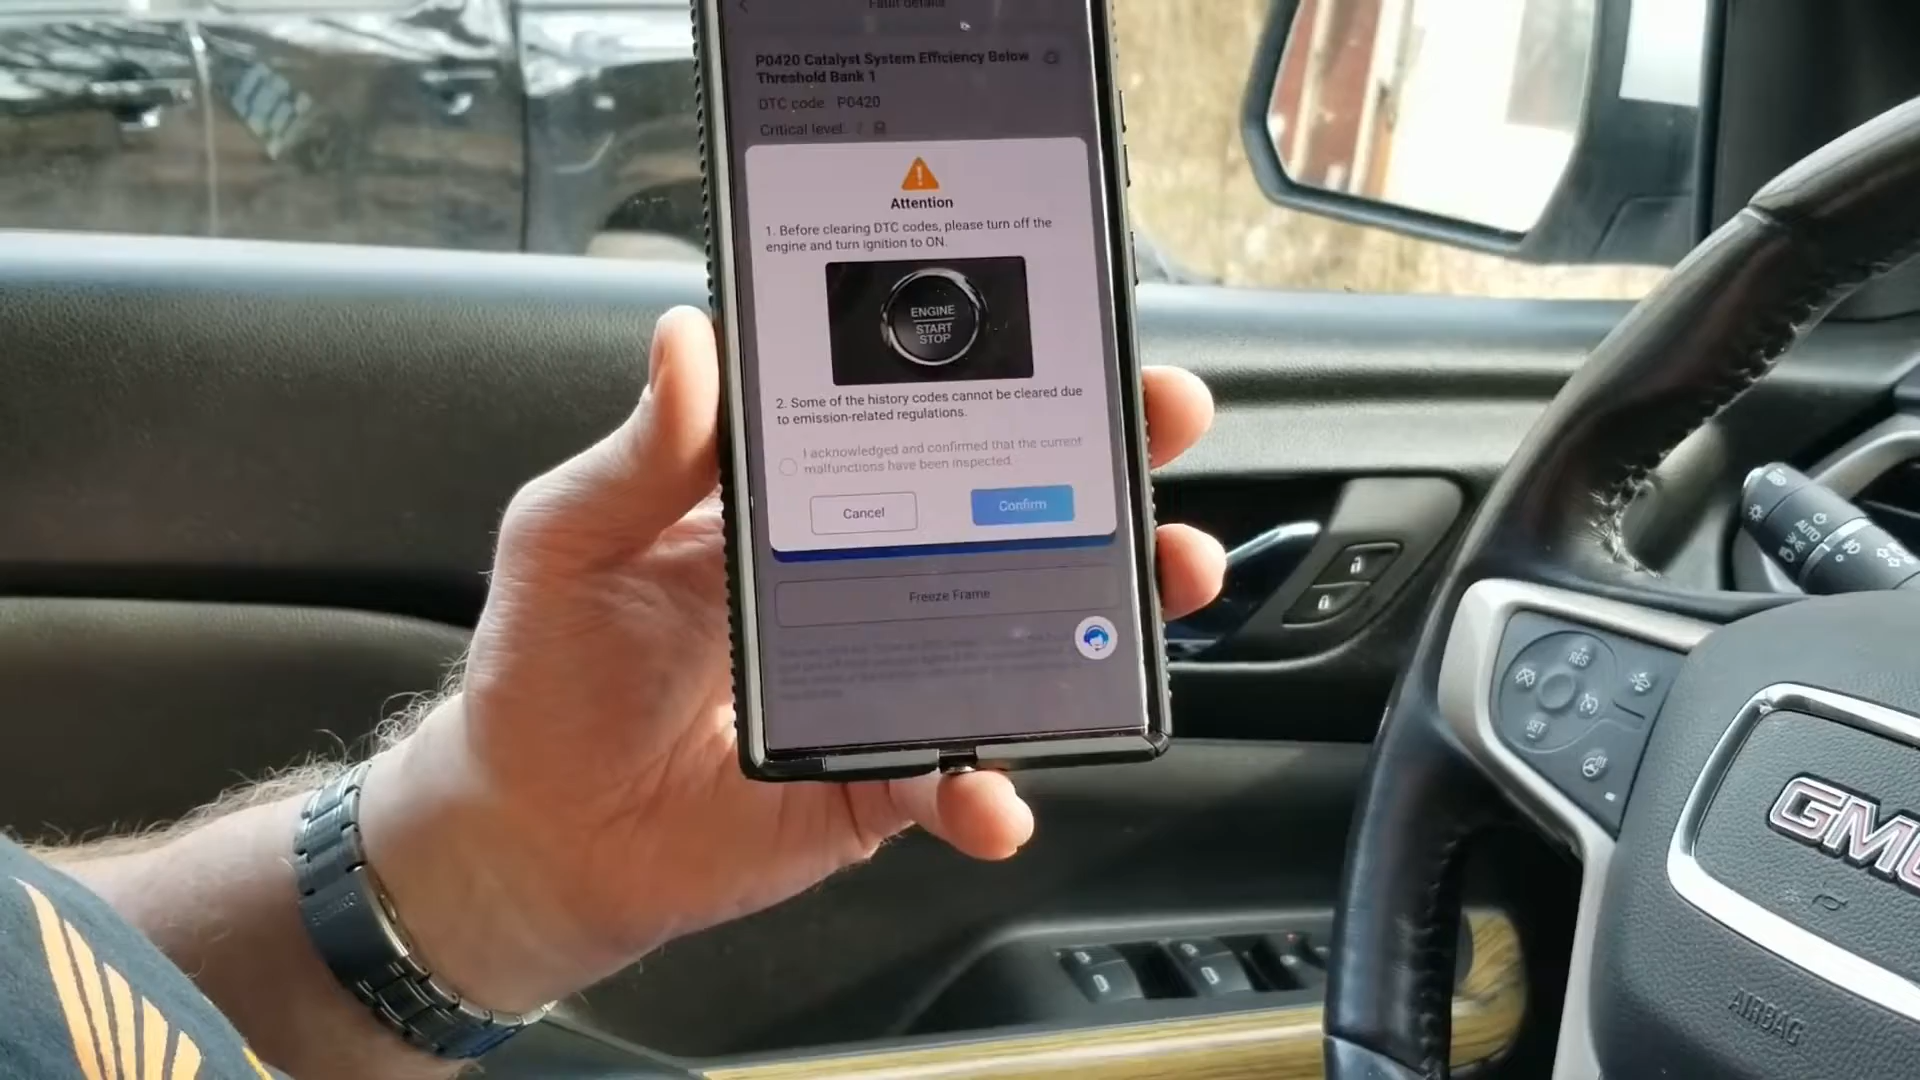 Fault details
P0420 Catalyst System Efficiency Below
Threshold Bank 1
DTC code: P0420
Critical level:
Attention
1. Before clearing DTC codes, please turn off the
engine and turn ignition to ON.
ENGINE
START
STOP
2. Some of the history codes cannot be cleared due
to emission-related regulations.
I acknowledged and confirmed that the current
malfunctions have been inspected.
Cancel
Confirm
Freeze Frame
AUTO
RES
SET
GMC
AIRBAG